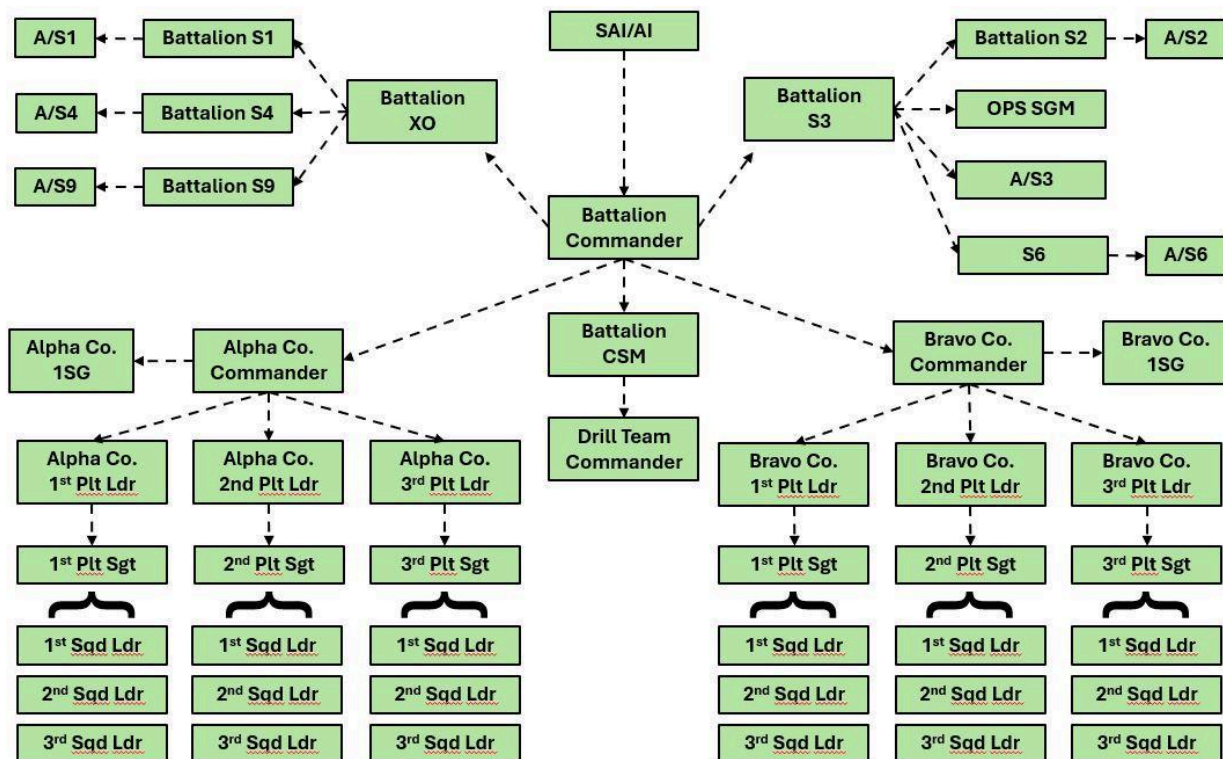 A/S1
Battalion S1
SAI/AI
Battalion S2
A/S2
A/S4
Battalion S4
Battalion
XO
Battalion
S3
OPS SGM
A/S9
Battalion S9
A/S3
Battalion
Commander
S6
A/S6
Alpha Co.
1SG
Alpha Co.
Commander
Battalion
CSM
Bravo Co.
Commander
Bravo Co.
1SG
Alpha Co.
1st Plt Ldr
Alpha Co.
2nd Plt Ldr
Alpha Co.
3rd Plt Ldr
Drill Team
Commander
Bravo Co.
1st Plt Ldr
Bravo Co.
2nd Plt Ldr
Bravo Co.
3rd Plt Ldr
1st Plt Sgt
2nd Plt Sgt
3rd Plt Sgt
1st Plt Sgt
2nd Plt Sgt
3rd Plt Sgt
1st Sqd Ldr
1st Sqd Ldr
1st Sqd Ldr
1st Sqd Ldr
1st Sqd Ldr
1st Sqd Ldr
2nd Sqd Ldr
2nd Sqd Ldr
2nd Sqd Ldr
2nd Sqd Ldr
2nd Sqd Ldr
2nd Sqd Ldr
3rd Sqd Ldr
3rd Sqd Ldr
3rd Sqd Ldr
3rd Sqd Ldr
3rd Sqd Ldr
3rd Sqd Ldr